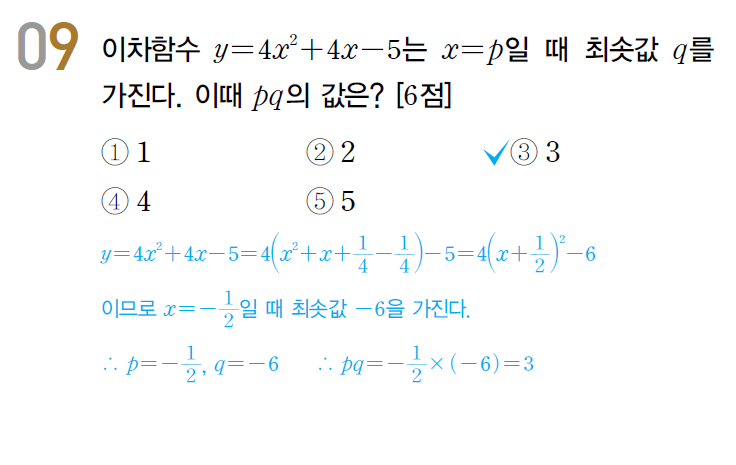 09 이차함수 y=4x²+4x-5는 x=p일 때 최솟값 q를
가진다. 이때 pq의 값은? [6점]
① 1 ② 2 ✓③ 3
④ 4 ⑤ 5
y=4x²+4x-5=4(x²+x+1/4-1/4)-5=4(x+1/2)²-6
이므로 x=-1/2일 때 최솟값 -6을 가진다.
∴ p=-1/2, q=-6 ∴ pq=-1/2×(-6)=3